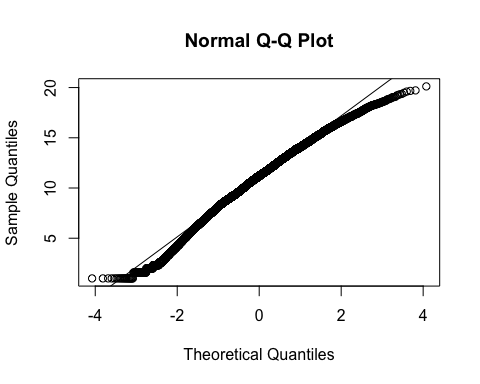 Normal Q-Q Plot
20
15
10
5
Sample Quantiles
-4 -2 0 2 4
Theoretical Quantiles